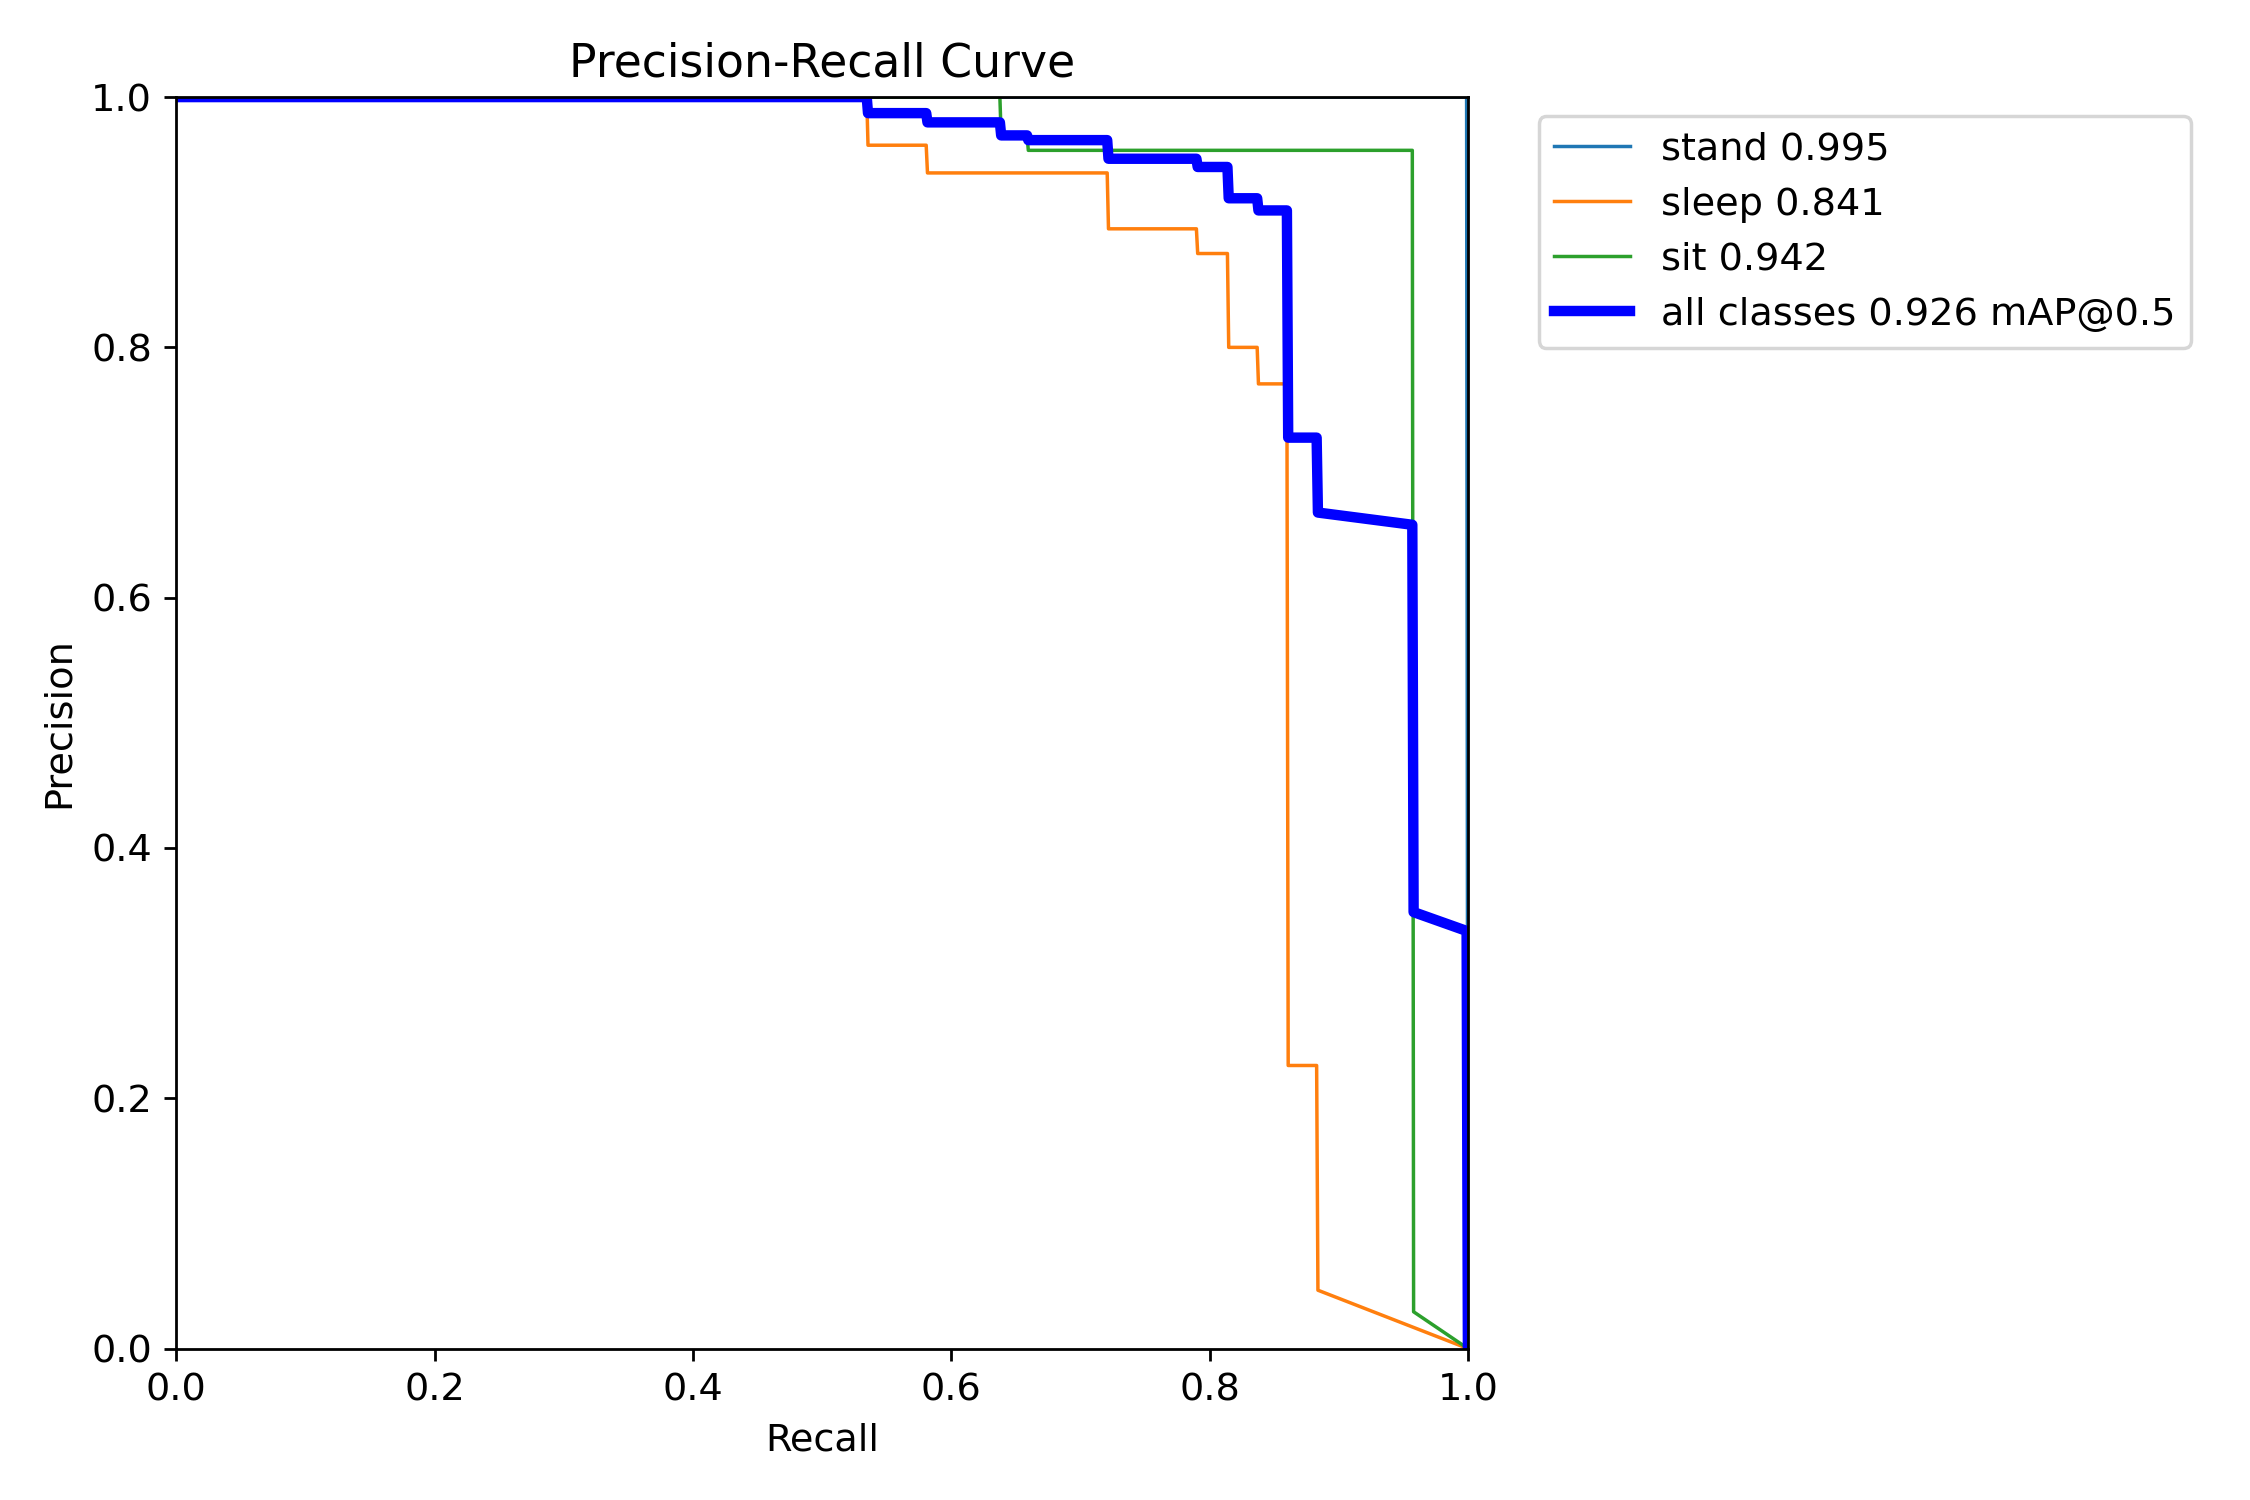 Precision-Recall Curve
1.0
0.8
0.6
0.4
0.2
0.0
Precision
0.0 0.2 0.4 0.6 0.8 1.0
Recall
stand 0.995
sleep 0.841
sit 0.942
all classes 0.926 mAP@0.5